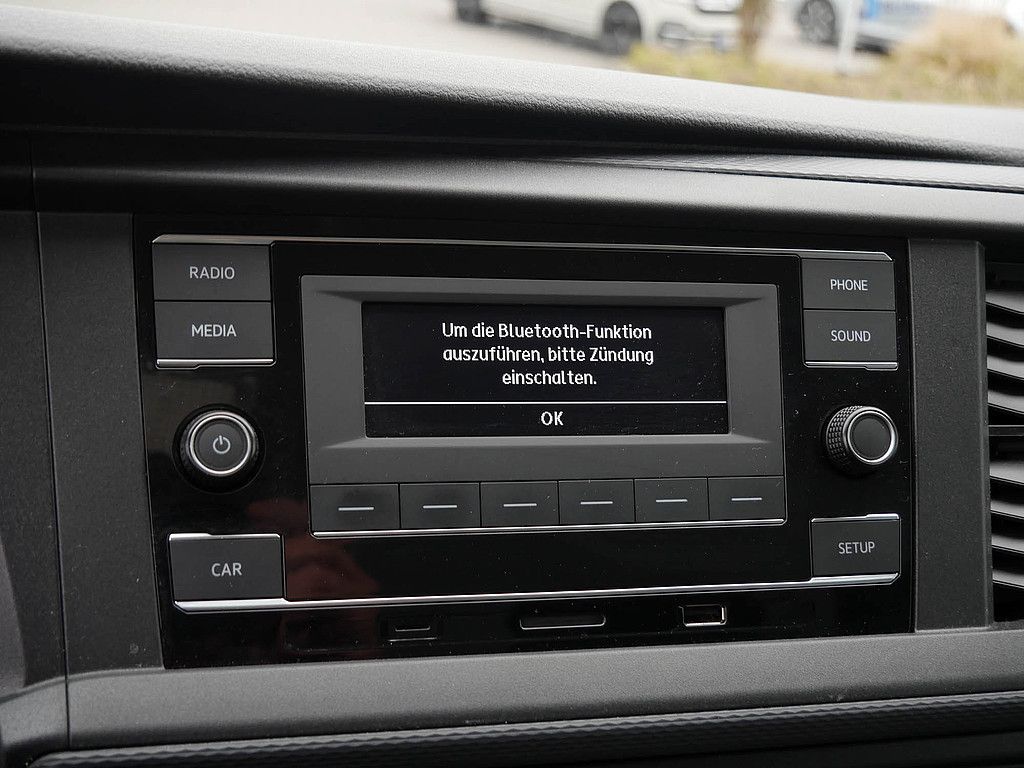 RADIO
MEDIA
Um die Bluetooth-Funktion
auszuführen, bitte Zündung
einschalten.
OK
PHONE
SOUND
CAR
SETUP